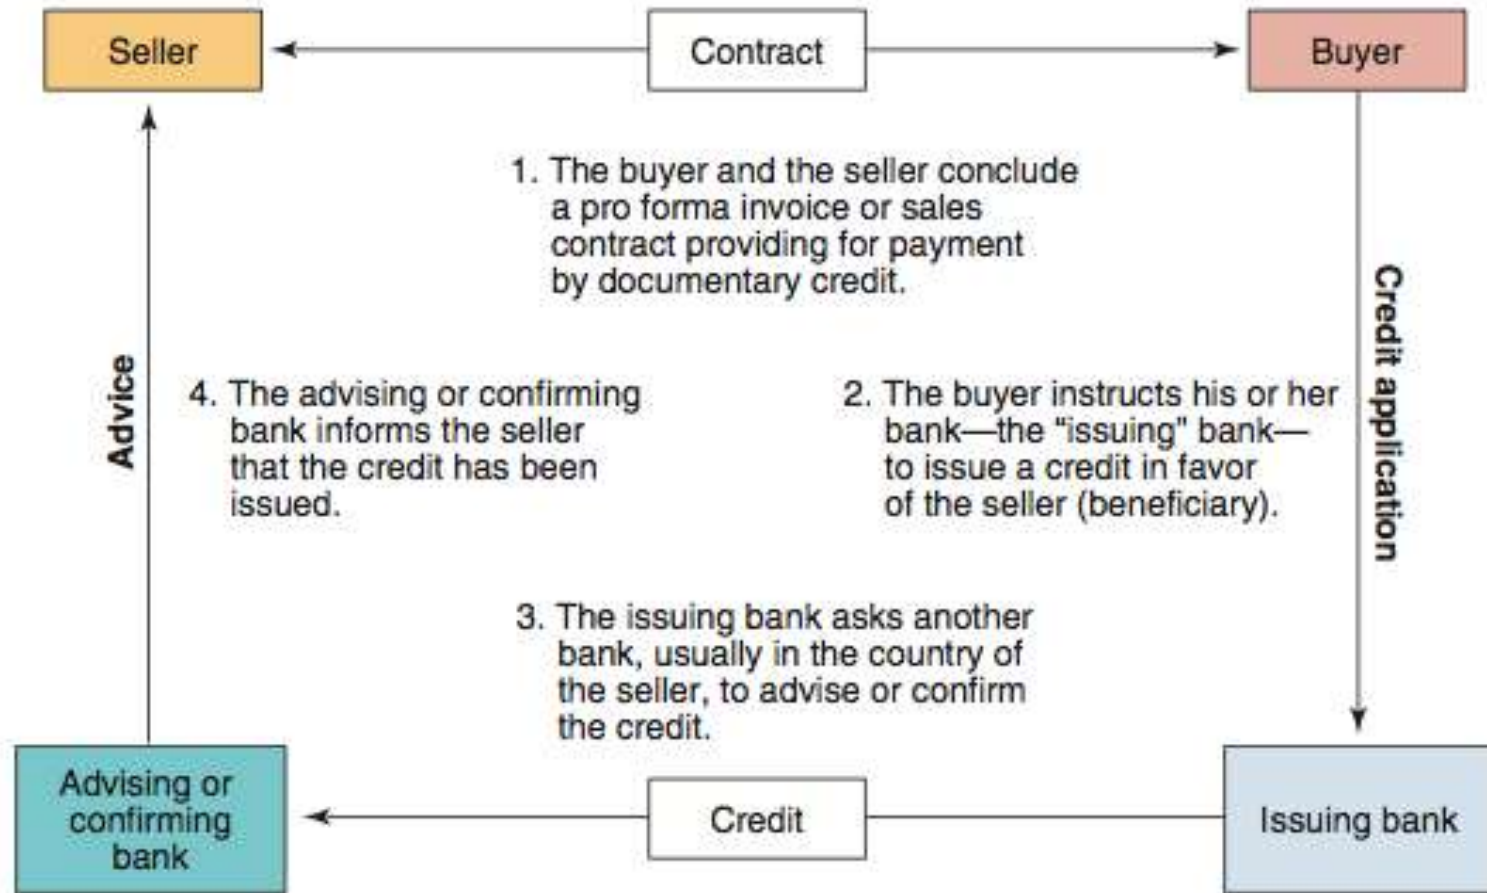 Seller
Contract
Buyer
1. The buyer and the seller conclude
a pro forma invoice or sales
contract providing for payment
by documentary credit.
Advice
4. The advising or confirming
bank informs the seller
that the credit has been
issued.
2. The buyer instructs his or her
bank—the “issuing” bank—
to issue a credit in favor
of the seller (beneficiary).
Credit application
3. The issuing bank asks another
bank, usually in the country of
the seller, to advise or confirm
the credit.
Advising or
confirming
bank
Credit
Issuing bank